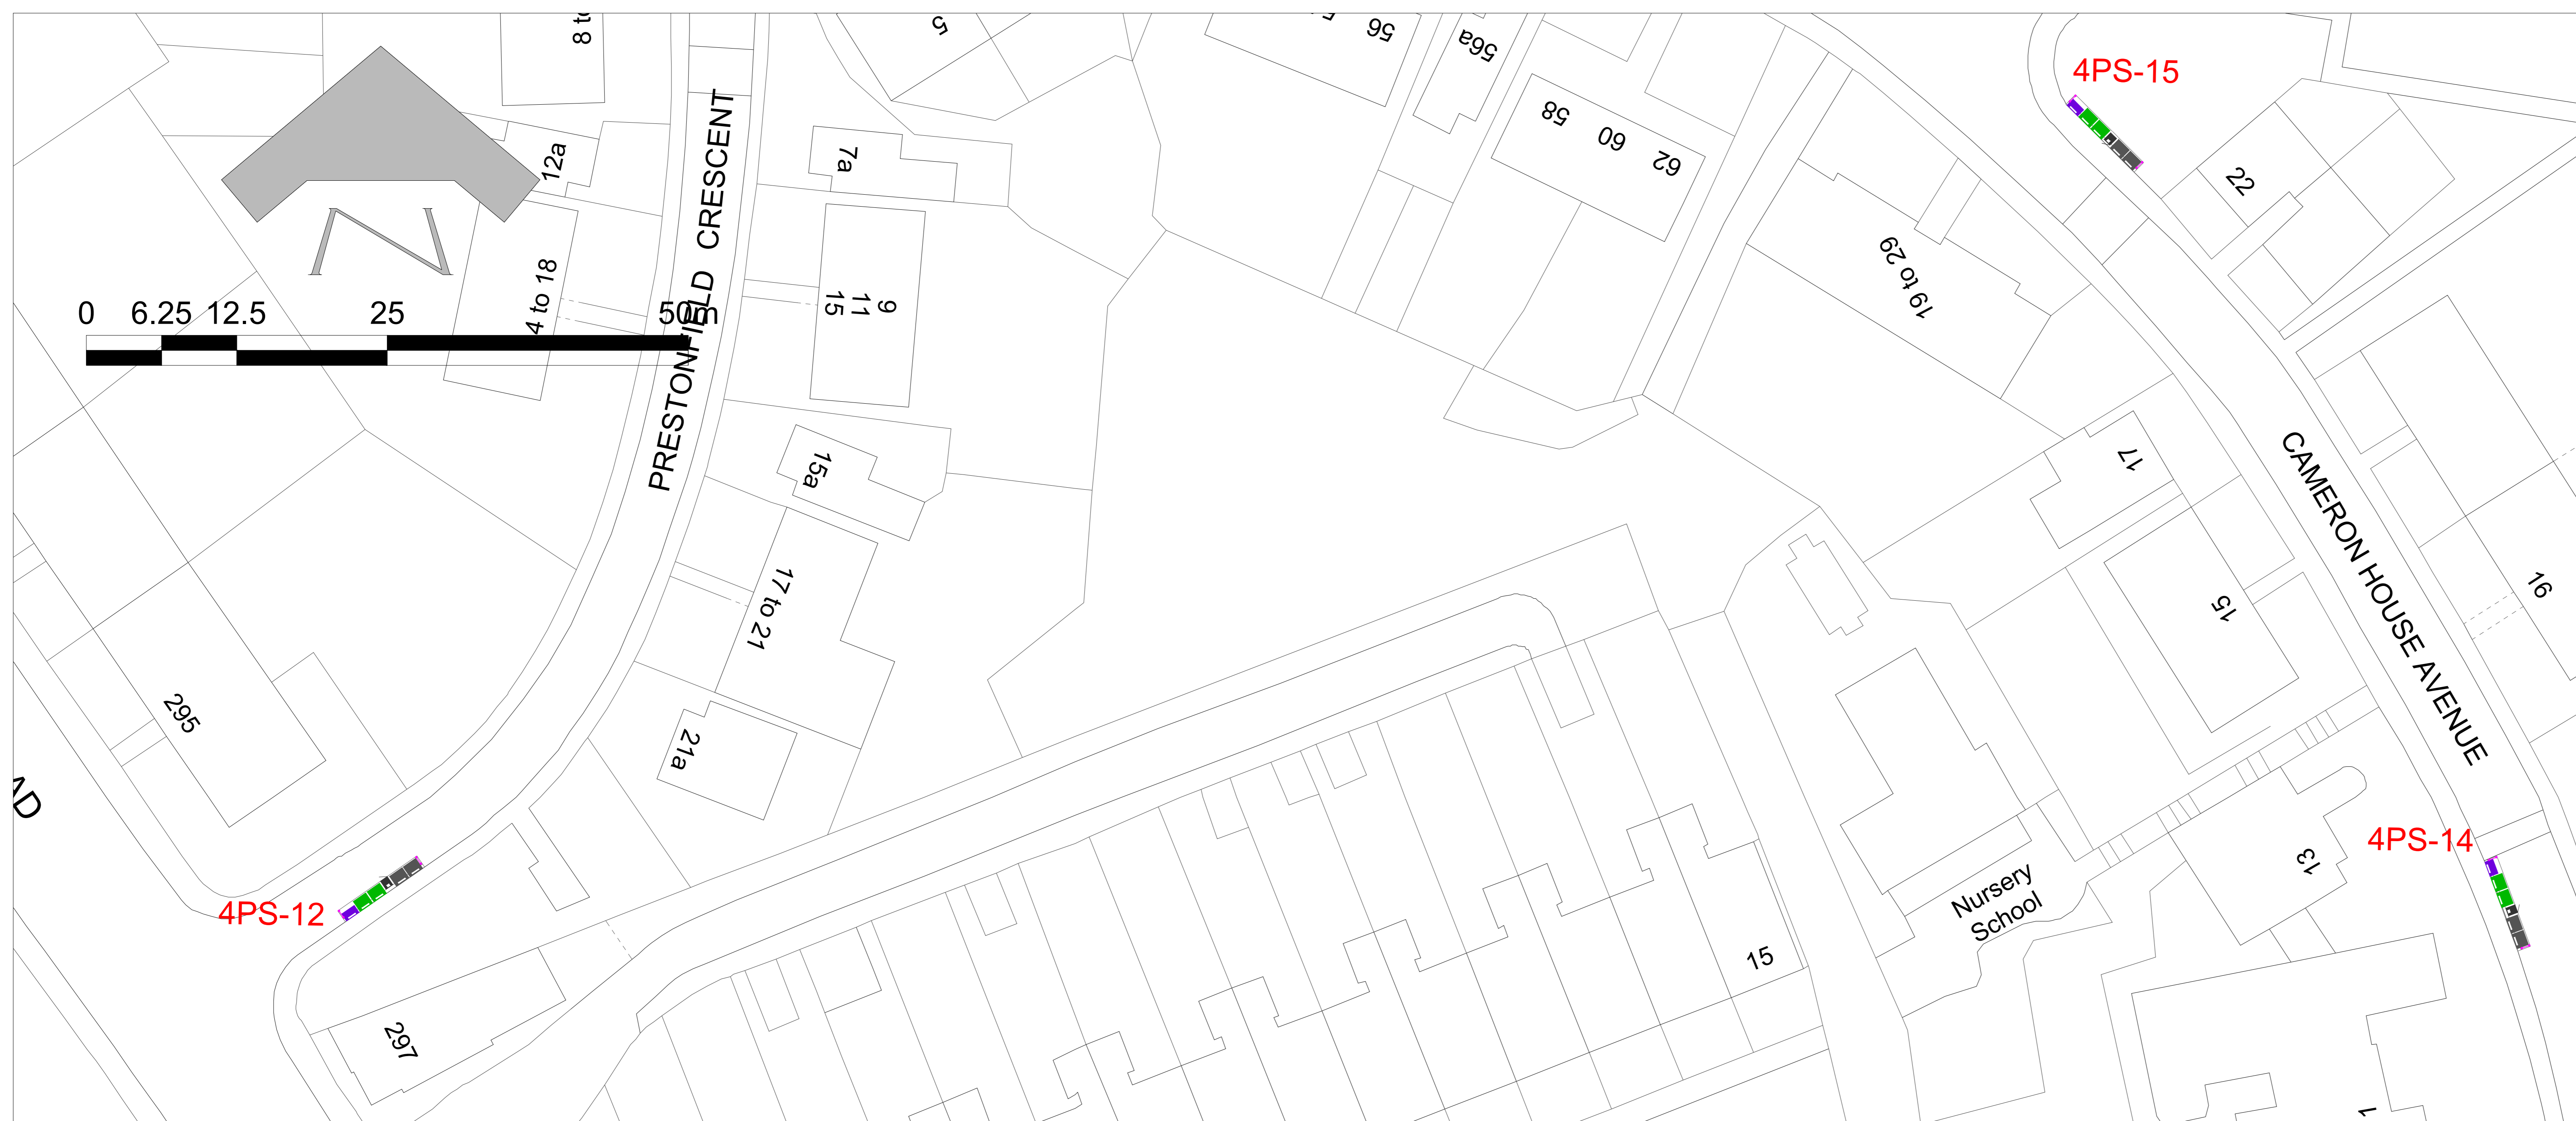 8 to
5
56
56a
4PS-15
58
60
62
12a
7a
22
PRESTONFIELD CRESCENT
4 to 18
9
11
15
19 to 29
0 6.25 12.5 25 50m
15a
17
CAMERON HOUSE AVENUE
17 to 21
15
16
295
21a
13
4PS-14
4PS-12
Nursery
School
15
297
1